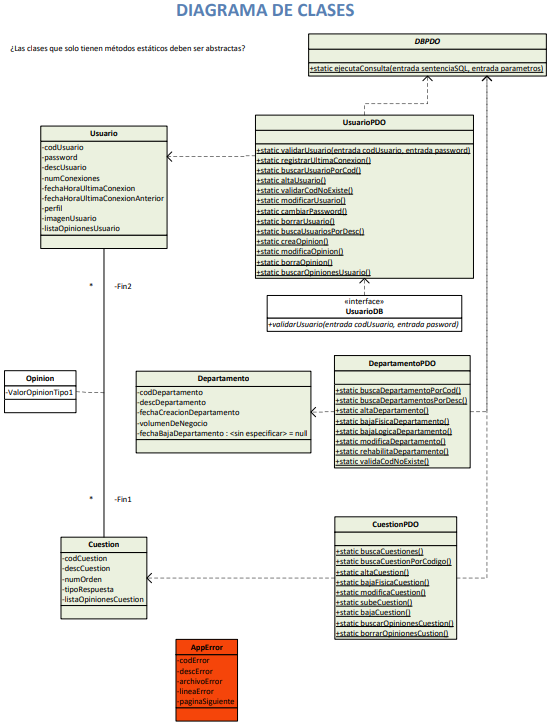 DIAGRAMA DE CLASES
¿Las clases que solo tienen métodos estáticos deben ser abstractas?
DBPDO
+static ejecutaConsulta(entrada sentenciaSQL, entrada parametros)
Usuario
-codUsuario
-password
-descUsuario
-numConexiones
-fechaHoraUltimaConexion
-fechaHoraUltimaConexionAnterior
-perfil
-imagenUsuario
-listaOpinionesUsuario
UsuarioPDO
+static validarUsuario(entrada codUsuario, entrada password)
+static registrarUltimaConexion()
+static buscarUsuarioPorCod()
+static altaUsuario()
+static validarCodNoExiste()
+static modificarUsuario()
+static cambiarPassword()
+static borrarUsuario()
+static buscaUsuariosPorDesc()
+static creaOpinion()
+static modificaOpinion()
+static borraOpinion()
+static buscarOpinionesUsuario()
* -Fin2
«interface»
UsuarioDB
+validarUsuario(entrada codUsuario, entrada pasword)
Opinion
-ValorOpinionTipo1
Departamento
-codDepartamento
-descDepartamento
-fechaCreacionDepartamento
-volumenDeNegocio
-fechaBajaDepartamento : <sin especificar> = null
DepartamentoPDO
+static buscaDepartamentoPorCod()
+static buscaDepartamentosPorDesc()
+static altaDepartamento()
+static bajaFisicaDepartamento()
+static bajaLogicaDepartamento()
+static modificaDepartamento()
+static rehabilitaDepartamento()
+static validaCodNoExiste()
* -Fin1
Cuestion
-codCuestion
-descCuestion
-numOrden
-tipoRespuesta
-listaOpinionesCuestion
CuestionPDO
+static buscaCuestiones()
+static buscaCuestionPorCodigo()
+static altaCuestion()
+static bajaFisicaCuestion()
+static modificaCuestion()
+static subeCuestion()
+static bajaCuestion()
+static buscarOpinionesCuestion()
+static borrarOpinionesCustion()
AppError
-codError
-descError
-archivoError
-lineaError
-paginaSiguiente